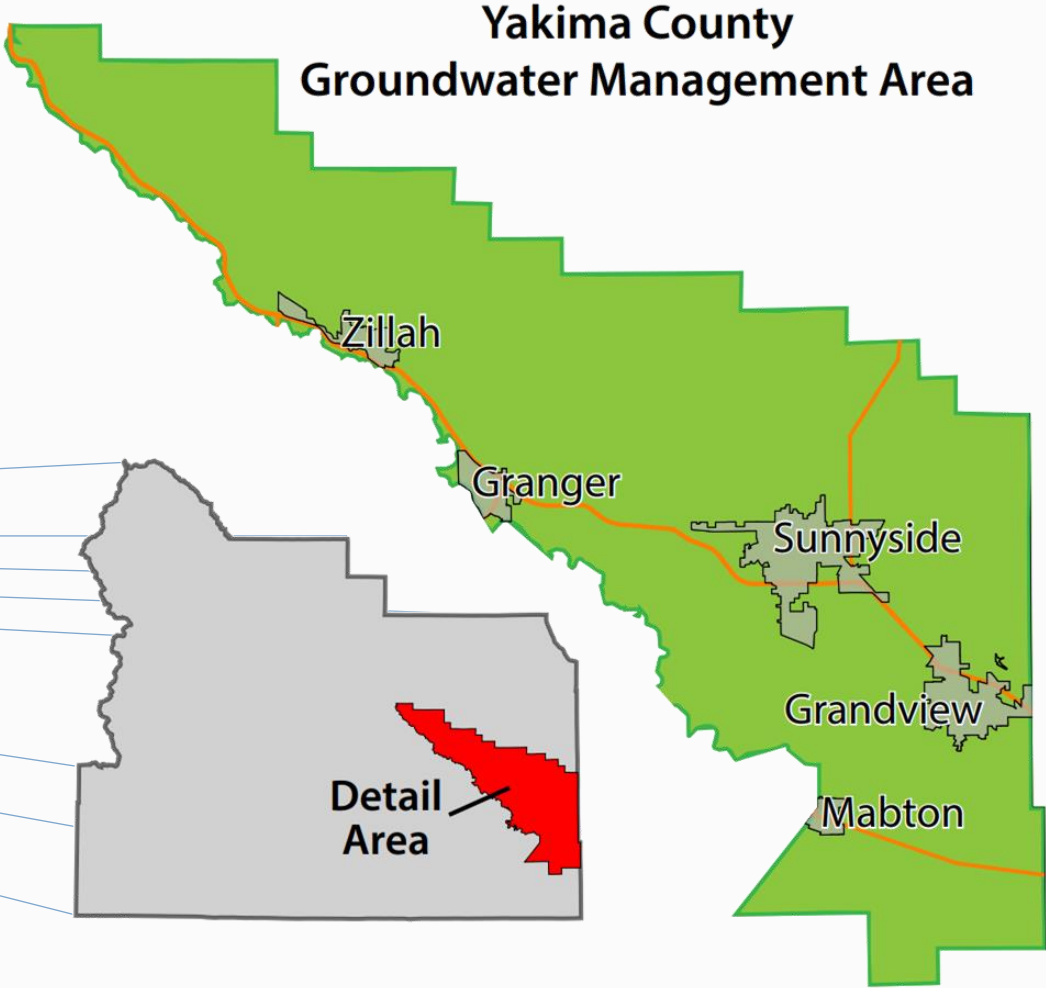 Yakima County
Groundwater Management Area
Zillah
Granger
Sunnyside
Grandview
Mabton
Detail
Area